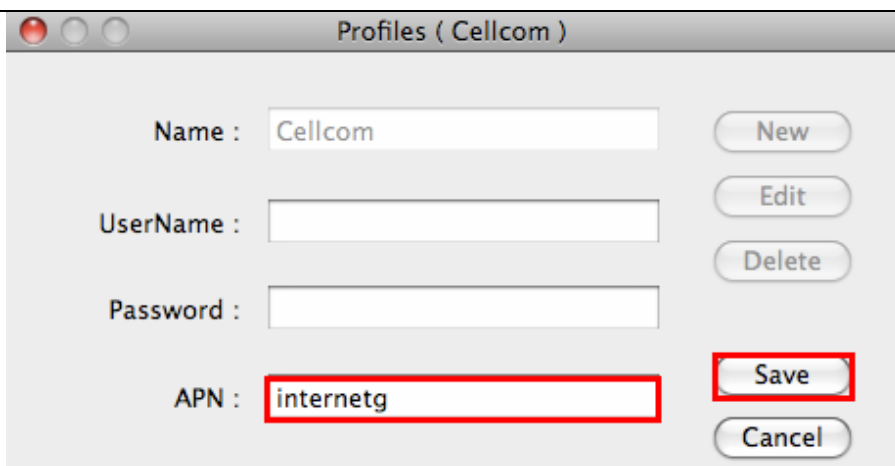 Profiles ( Cellcom )
Name : Cellcom New
Edit
UserName :
Delete
Password :
Save
APN : internetg
Cancel